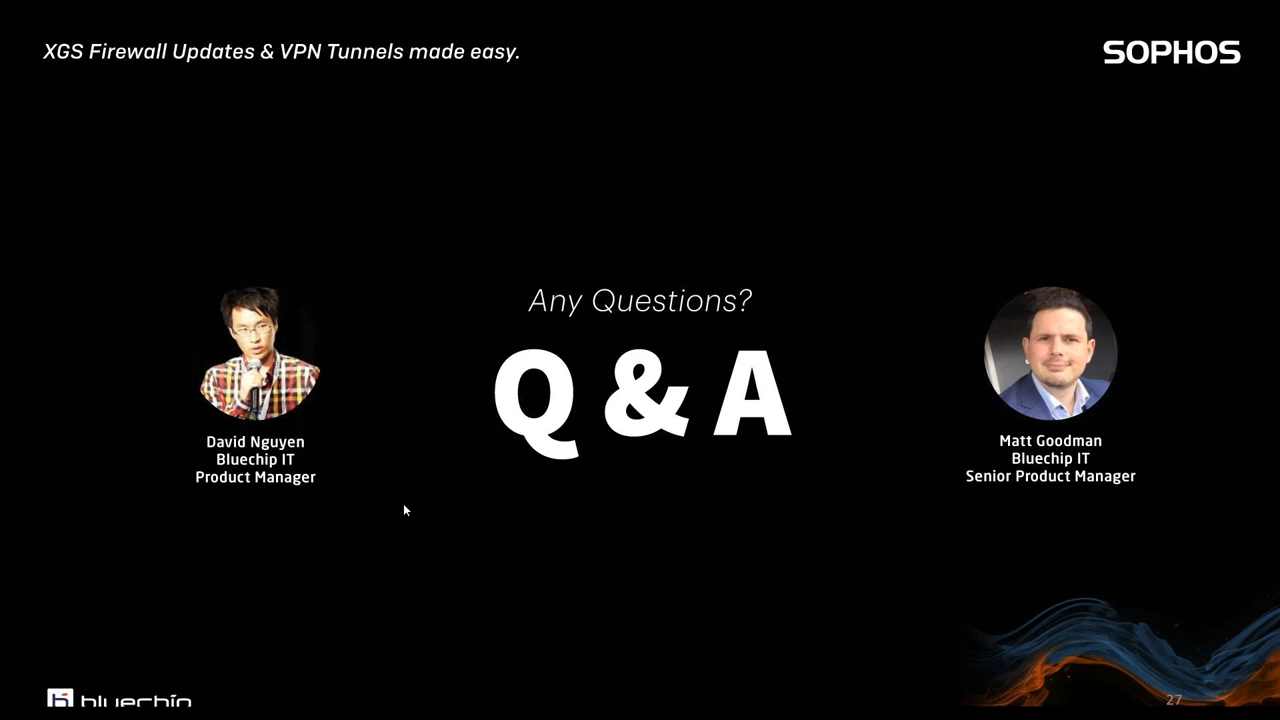 XGS Firewall Updates & VPN Tunnels made easy.
SOPHOS
Any Questions?
Q & A
David Nguyen
Bluechip IT
Product Manager
Matt Goodman
Bluechip IT
Senior Product Manager
bluechip
27